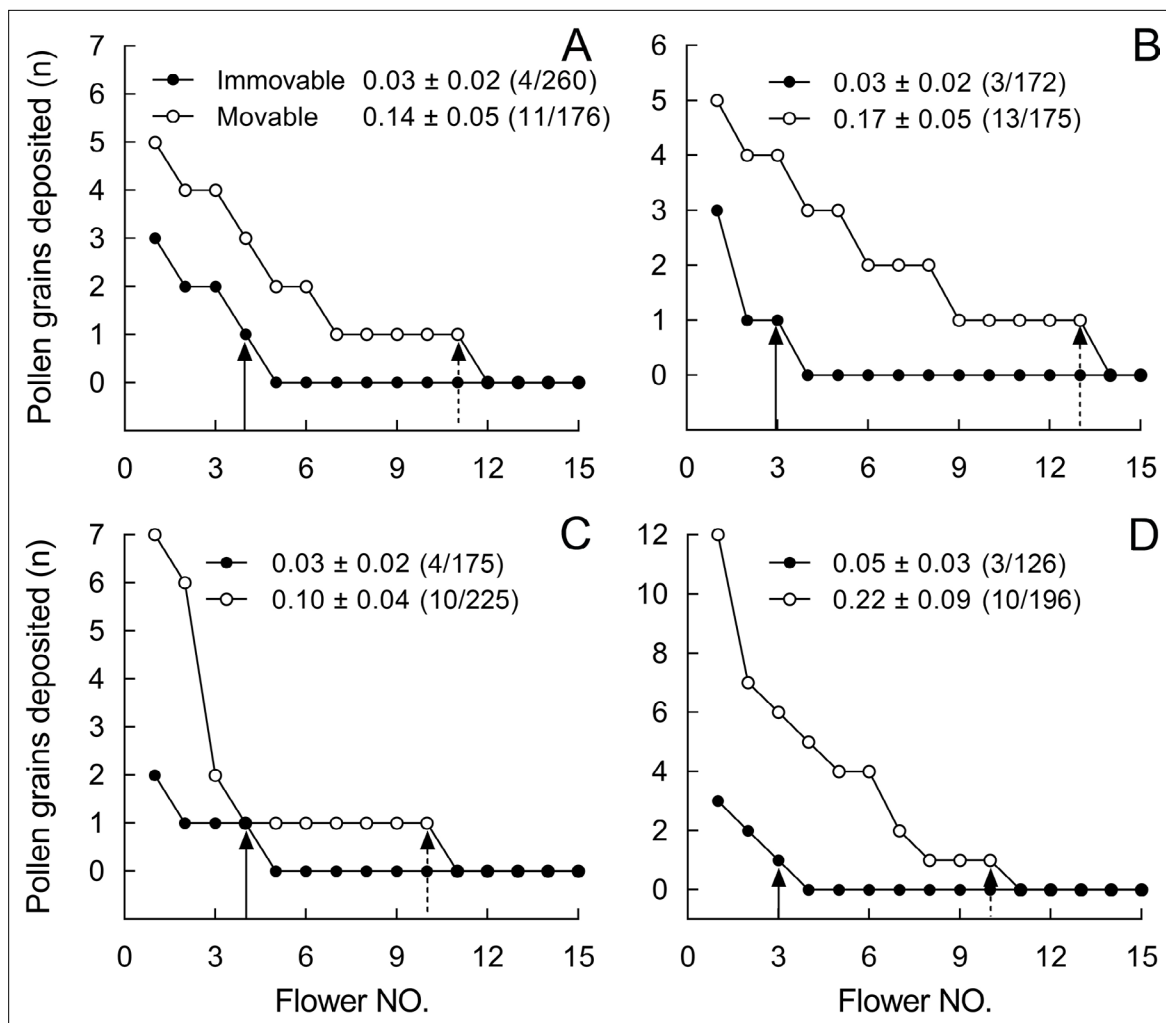 A
Pollen grains deposited (n)
7
6
5
4
3
2
1
0
Immovable 0.03 ± 0.02 (4/260)
Movable 0.14 ± 0.05 (11/176)
0 3 6 9 12 15
B
6
5
4
3
2
1
0
0.03 ± 0.02 (3/172)
0.17 ± 0.05 (13/175)
0 3 6 9 12 15
C
Pollen grains deposited (n)
7
6
5
4
3
2
1
0
0.03 ± 0.02 (4/175)
0.10 ± 0.04 (10/225)
0 3 6 9 12 15
Flower NO.
D
12
10
8
6
4
2
0
0.05 ± 0.03 (3/126)
0.22 ± 0.09 (10/196)
0 3 6 9 12 15
Flower NO.